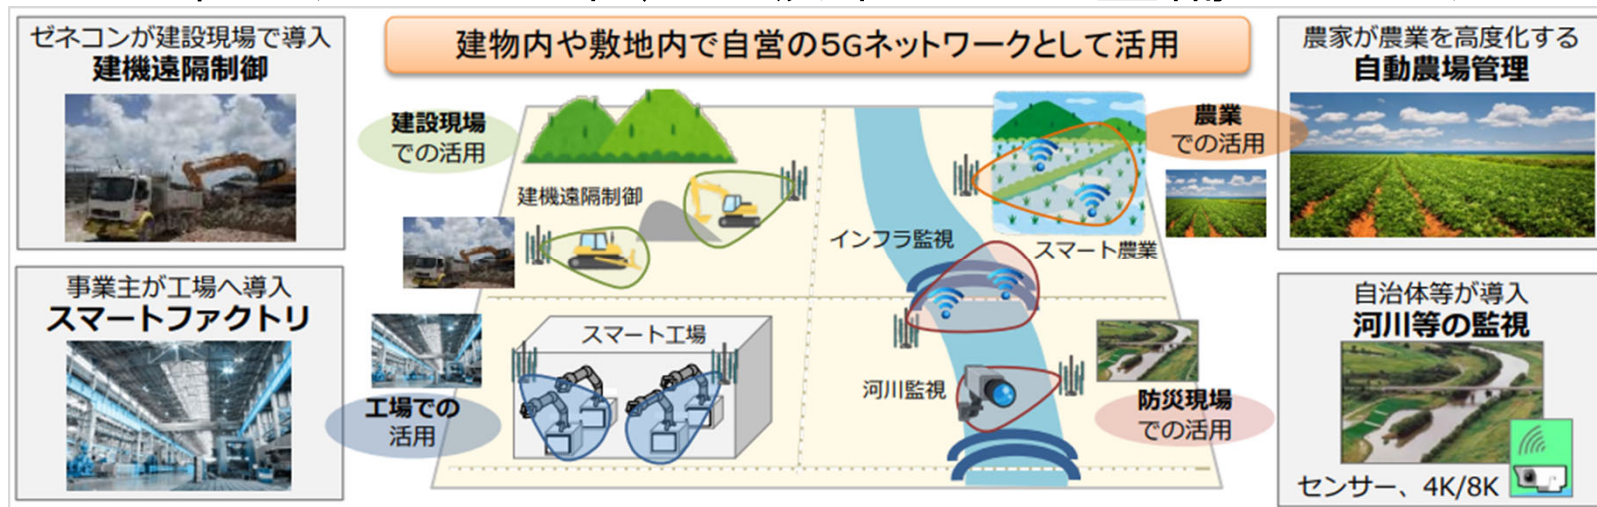 建物内や敷地内で自営の5Gネットワークとして活用
ゼネコンが建設現場で導入
建機遠隔制御
事業主が工場へ導入
スマートファクトリ
建設現場
での活用
建機遠隔制御
スマート工場
工場での
活用
インフラ監視
スマート農業
河川監視
農業
での活用
防災現場
での活用
農家が農業を高度化する
自動農場管理
自治体等が導入
河川等の監視
センサー、4K/8K